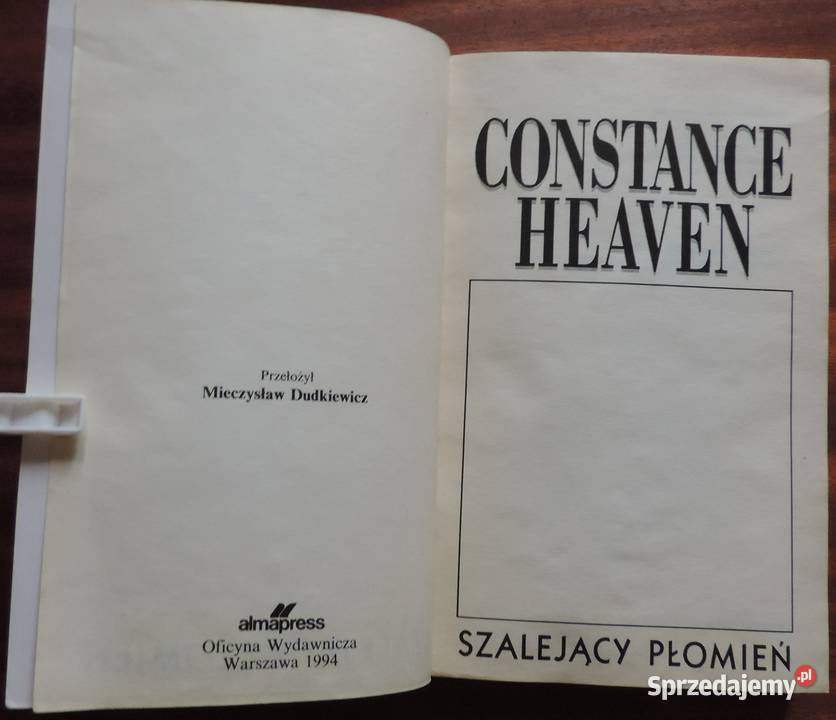 Przełożył
Mieczysław Dudkiewicz
almapress
Oficyna Wydawnicza
Warszawa 1994
CONSTANCE
HEAVEN
SZALEJĄCY PŁOMIEŃ
Sprzedajemy.pl